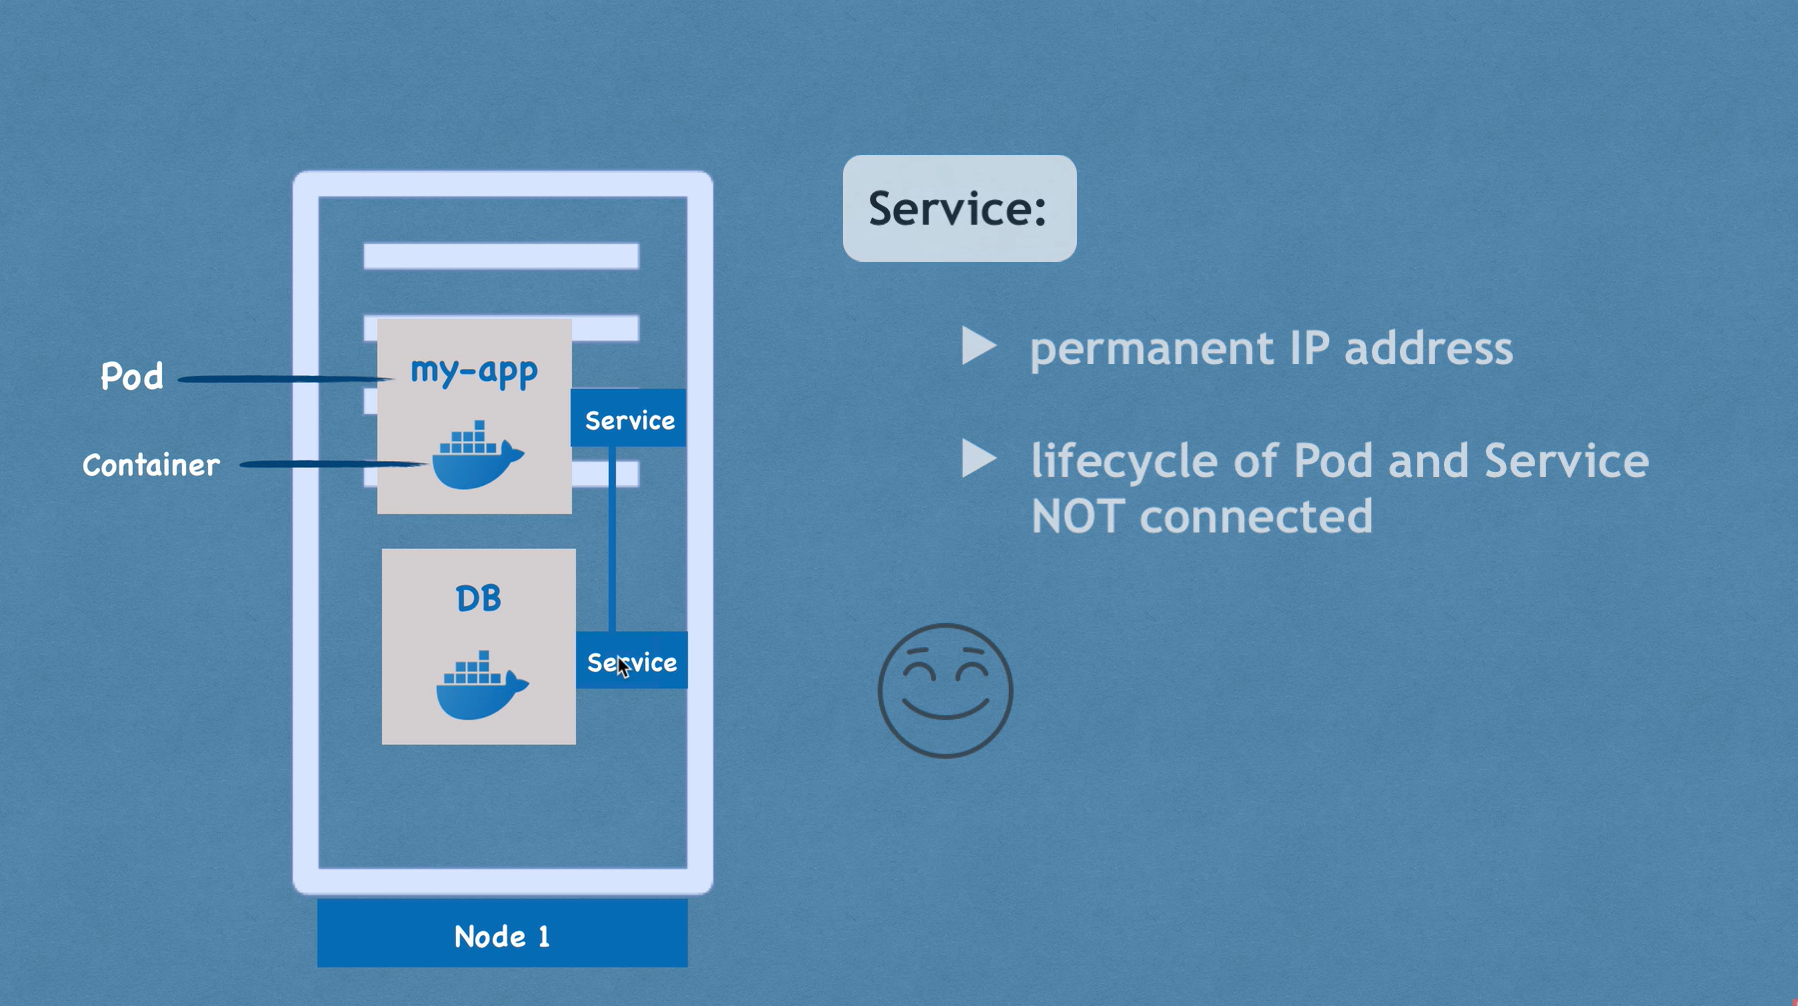 Service:
permanent IP address
lifecycle of Pod and Service
NOT connected
Pod
Container
my-app
Service
DB
Service
Node 1